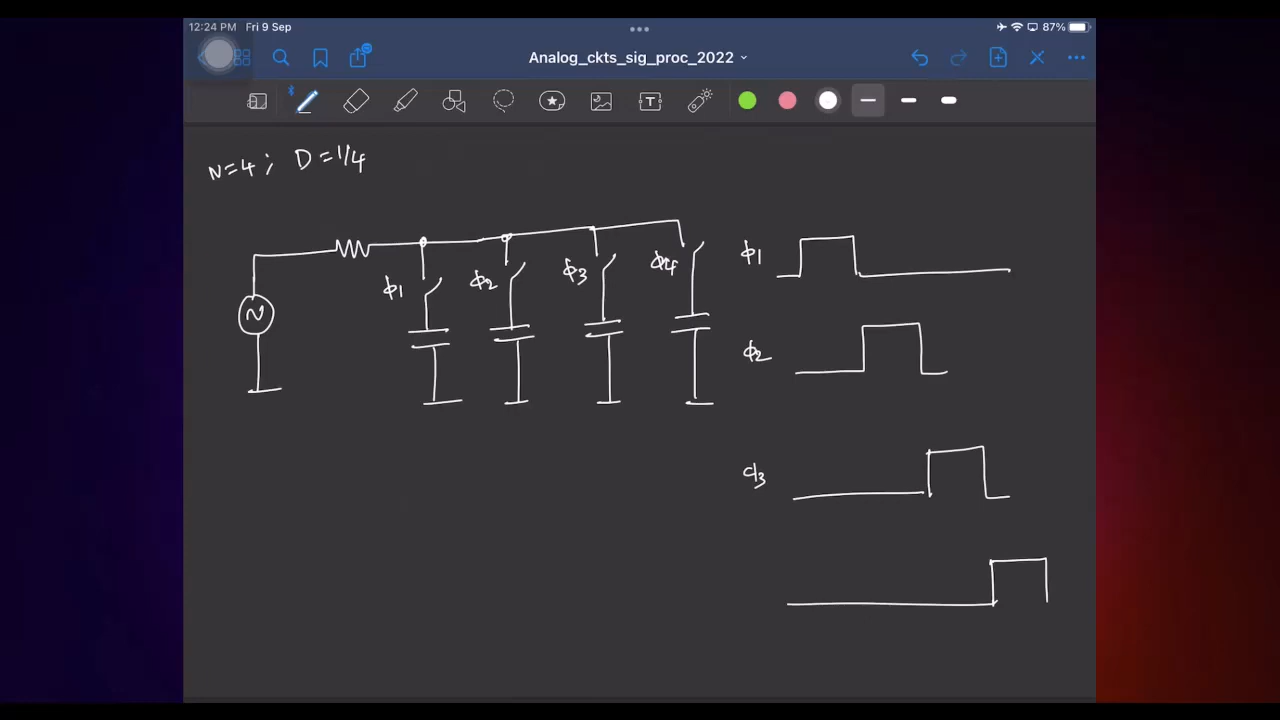 12:24 PM Fri 9 Sep
87%
Analog_ckts_sig_proc_2022
T
N=4 ; D=1/4
ϕ1
ϕ2
ϕ3
ϕ4
ϕ1
ϕ2
ϕ3